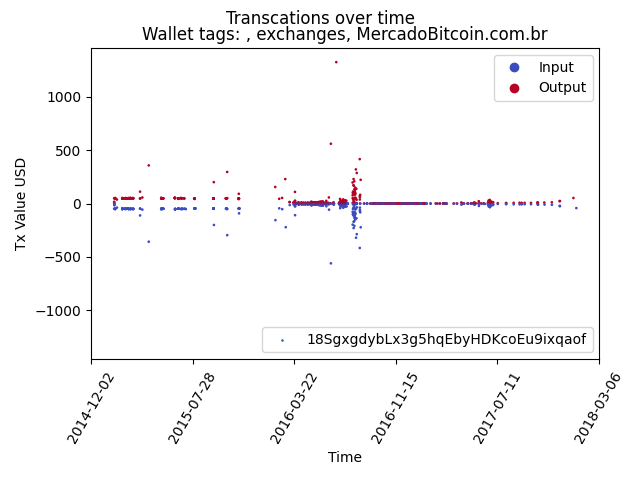 Transcations over time
Wallet tags: , exchanges, MercadoBitcoin.com.br
Input
Output
1000
500
0
−500
−1000
Tx Value USD
18SgxgdybLx3g5hqEbyHDKcoEu9ixqaof
2014-12-02
2015-07-28
2016-03-22
2016-11-15
2017-07-11
2018-03-06
Time